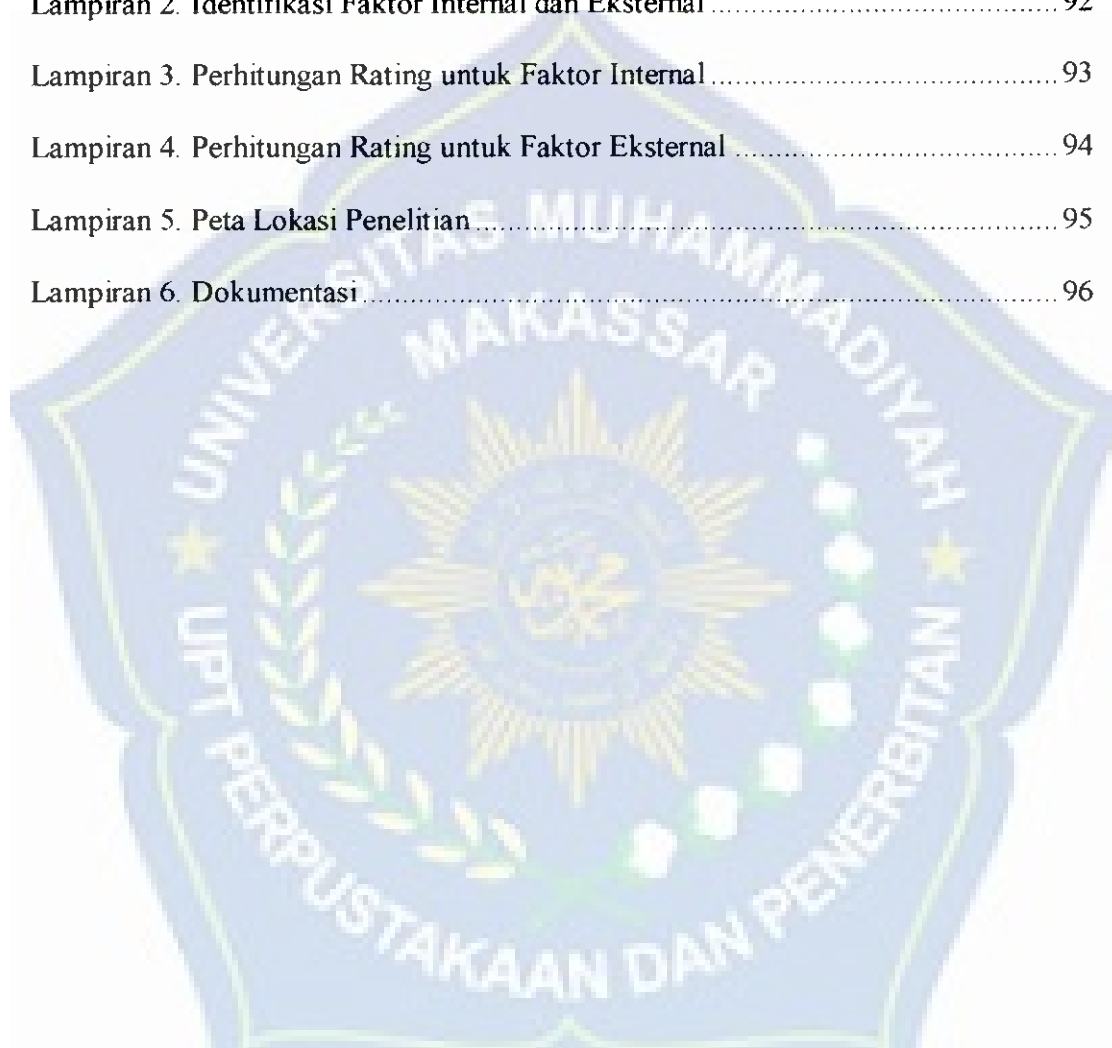 Lampiran 2. Identifikasi Faktor Internal dan Eksternal ........................................ 92
Lampiran 3. Perhitungan Rating untuk Faktor Internal ........................................ 93
Lampiran 4. Perhitungan Rating untuk Faktor Eksternal ..................................... 94
Lampiran 5. Peta Lokasi Penelitian ..................................................................... 95
Lampiran 6. Dokumentasi .................................................................................... 96
UNIVERSITAS MUHAMMADIYAH
MAKASSAR
UPT PERPUSTAKAAN DAN PENERBITAN